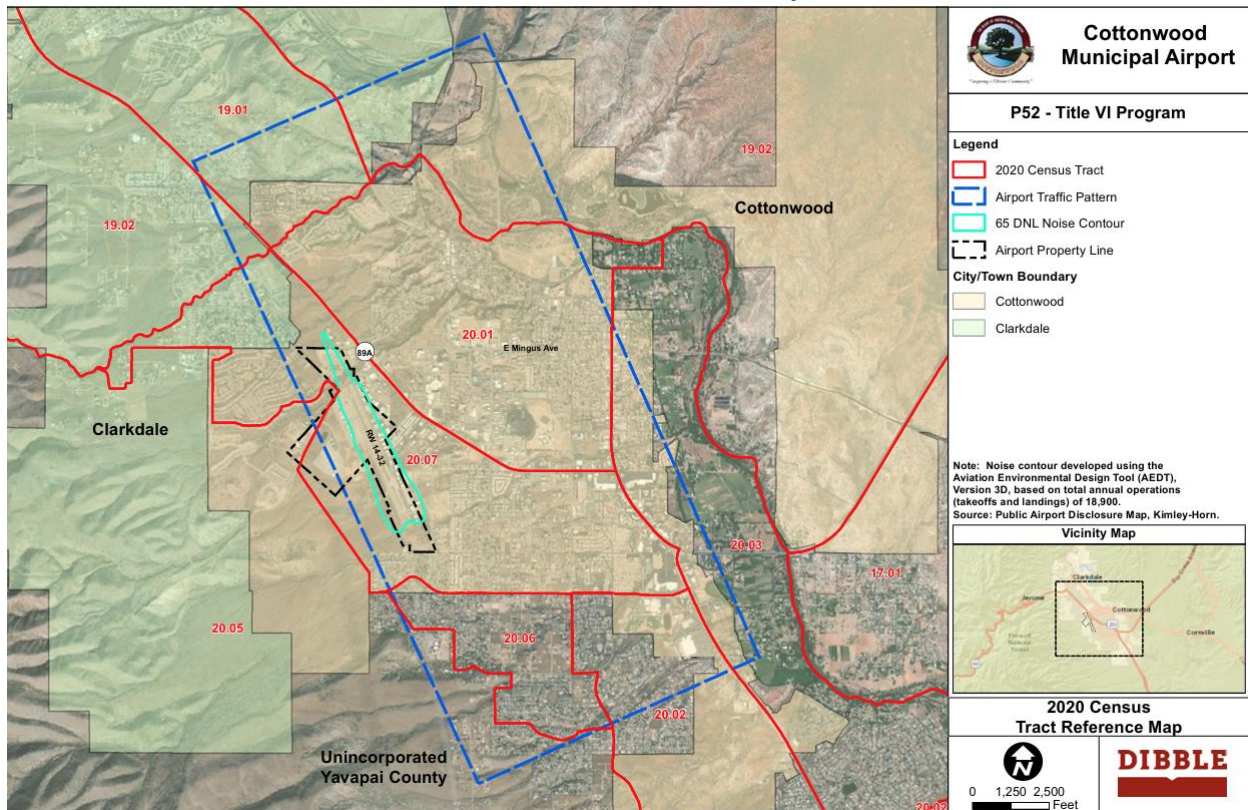 19.01
19.02
19.02
Cottonwood
20.01
E Mingus Ave
89A
Clarkdale
RW 14-32
20.07
20.03
17.01
20.05
20.06
20.02
Unincorporated
Yavapai County
20.02
Cottonwood
Municipal Airport
"Inspiring a Vibrant Community"
P52 - Title VI Program
Legend
2020 Census Tract
Airport Traffic Pattern
65 DNL Noise Contour
Airport Property Line
City/Town Boundary
Cottonwood
Clarkdale
Note: Noise contour developed using the
Aviation Environmental Design Tool (AEDT),
Version 3D, based on total annual operations
(takeoffs and landings) of 18,900.
Source: Public Airport Disclosure Map, Kimley-Horn.
Vicinity Map
Clarkdale
Jerome
Cottonwood
Cornville
2020 Census
Tract Reference Map
N
0 1,250 2,500
Feet
DIBBLE